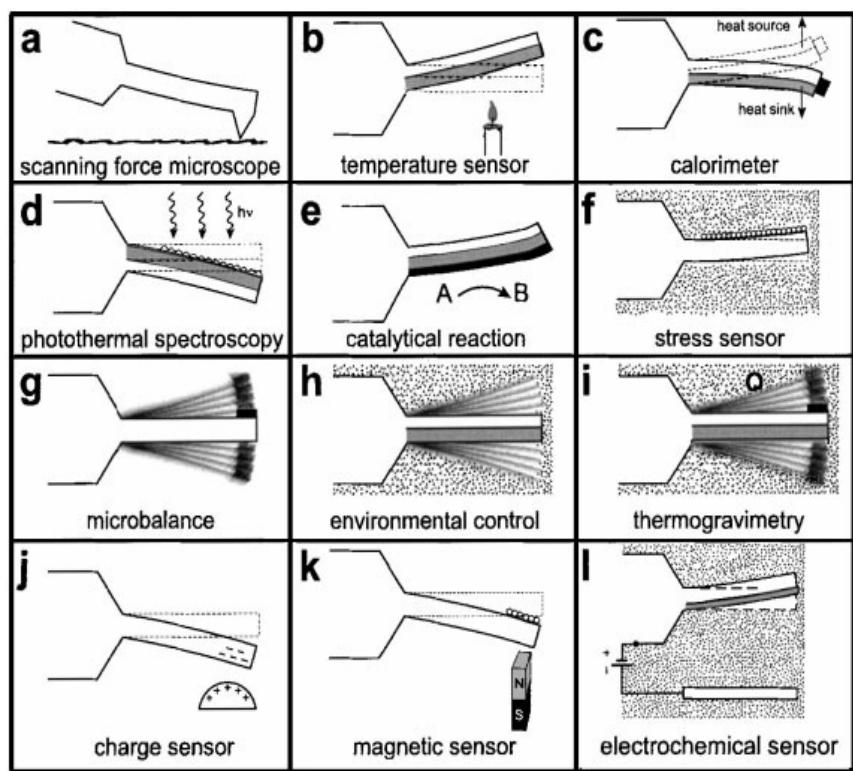 a
scanning force microscope
b
temperature sensor
c
heat source
heat sink
calorimeter
d
hν
photothermal spectroscopy
e
A B
catalytical reaction
f
stress sensor
g
microbalance
h
environmental control
i
Q
thermogravimetry
j
+ + + + +
charge sensor
k
N
S
magnetic sensor
l
+
-
electrochemical sensor